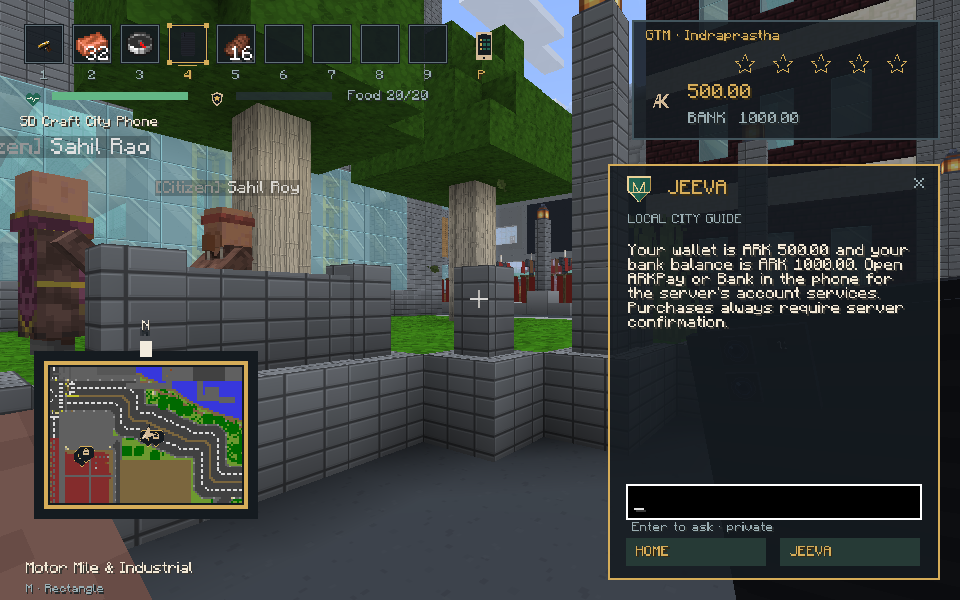 32
16
1 2 3 4 5 6 7 8 9 P
Food 20/20
SD Craft City Phone
zen] Sahil Rao
[Citizen] Sahil Roy
N
Motor Mile & Industrial
M · Rectangle
GTM · Indraprastha
500.00
BANK 1000.00
M JEEVA
LOCAL CITY GUIDE
Your wallet is ARK 500.00 and your
bank balance is ARK 1000.00. Open
ARKPay or Bank in the phone for
the server's account services.
Purchases always require server
confirmation.
_
Enter to ask · private
HOME
JEEVA